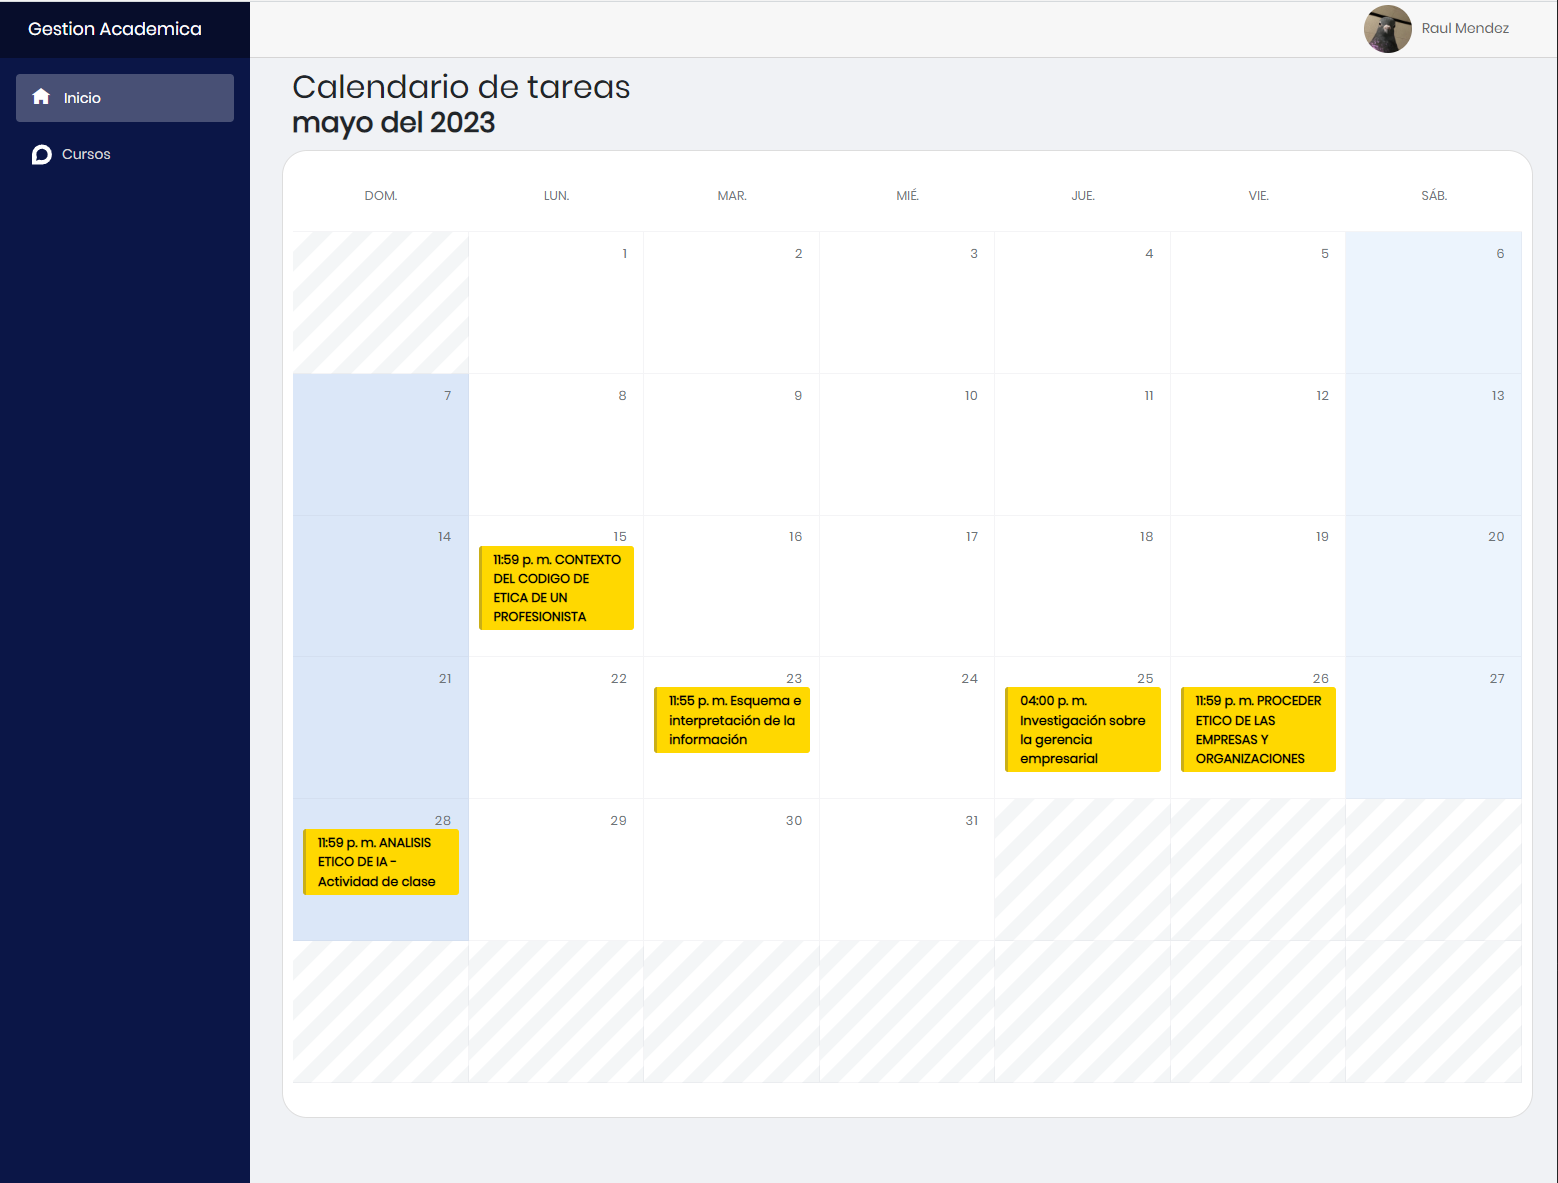 Gestion Academica
Raul Mendez
Inicio
Cursos
Calendario de tareas
mayo del 2023
DOM. LUN. MAR. MIÉ. JUE. VIE. SÁB.
1 2 3 4 5 6
7 8 9 10 11 12 13
14 15 16 17 18 19 20
11:59 p. m. CONTEXTO
DEL CODIGO DE
ETICA DE UN
PROFESIONISTA
21 22 23 24 25 26 27
11:55 p. m. Esquema e
interpretación de la
información
04:00 p. m.
Investigación sobre
la gerencia
empresarial
11:59 p. m. PROCEDER
ETICO DE LAS
EMPRESAS Y
ORGANIZACIONES
28 29 30 31
11:59 p. m. ANALISIS
ETICO DE IA -
Actividad de clase